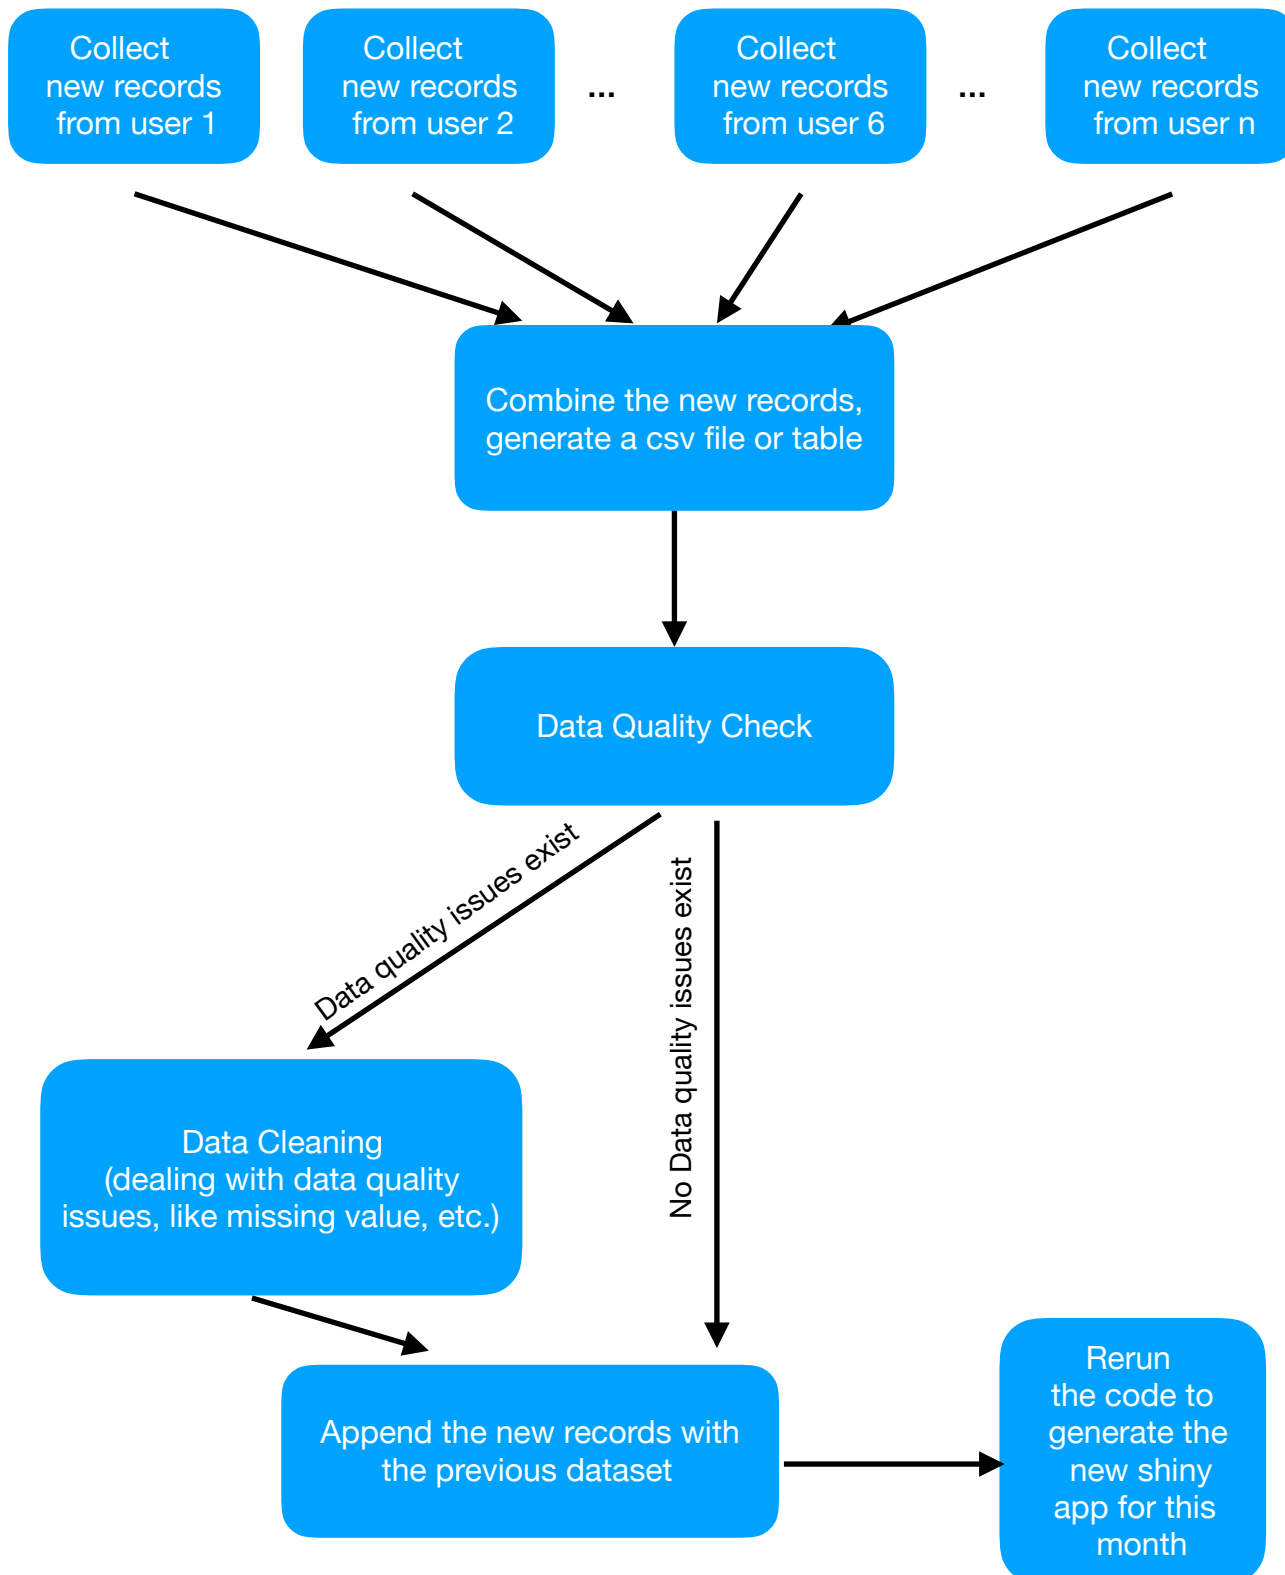 Collect
new records
from user 1
Collect
new records
from user 2
...
Collect
new records
from user 6
...
Collect
new records
from user n
Combine the new records,
generate a csv file or table
Data Quality Check
Data quality issues exist
No Data quality issues exist
Data Cleaning
(dealing with data quality
issues, like missing value, etc.)
Append the new records with
the previous dataset
Rerun
the code to
generate the
new shiny
app for this
month